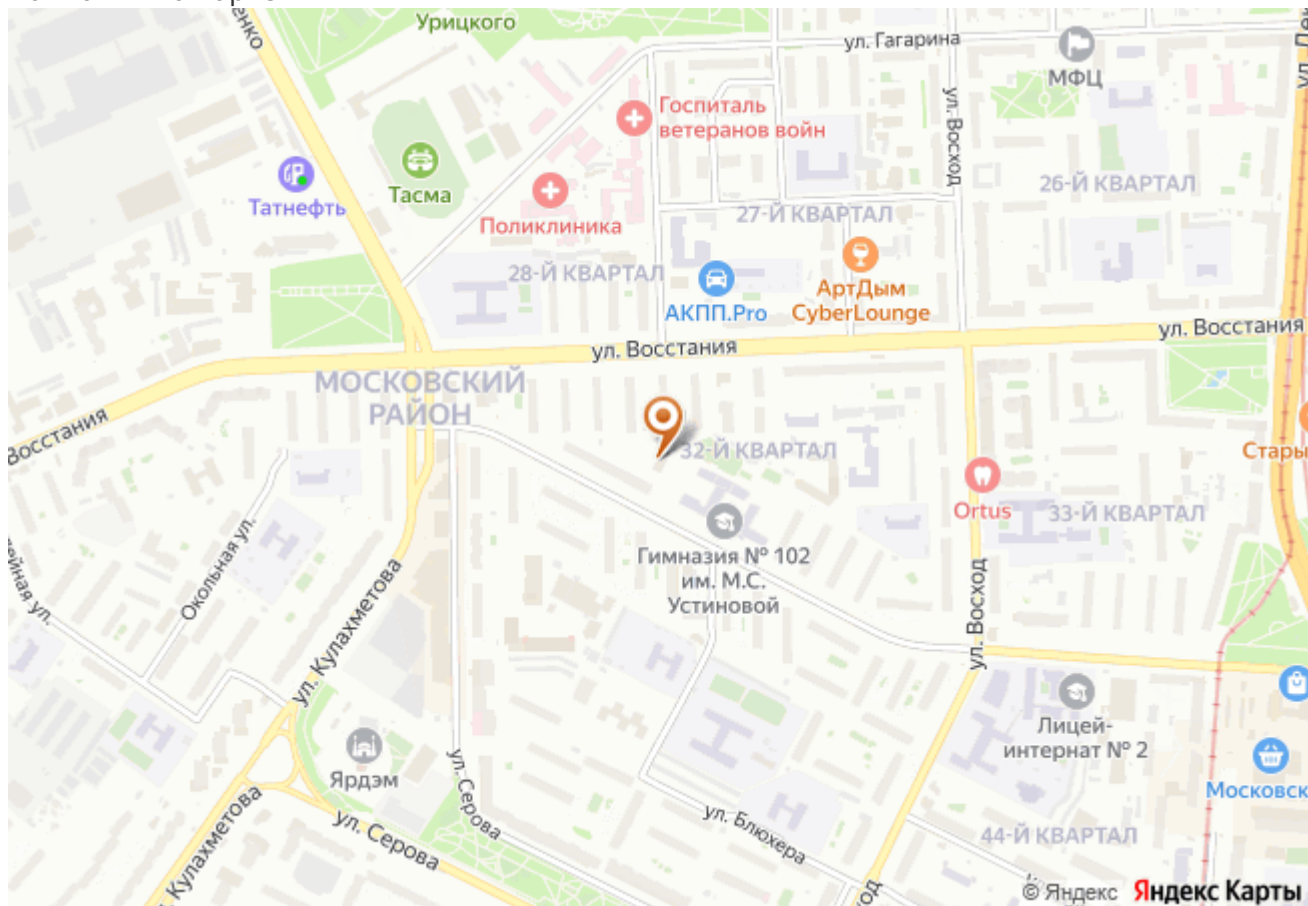 Урицкого
ул. Гагарина
МФЦ
Госпиталь
ветеранов войн
ул. Восход
Татнефть
Тасма
Поликлиника
26-Й КВАРТАЛ
27-Й КВАРТАЛ
28-Й КВАРТАЛ
АКПП.Pro
АртДым
CyberLounge
ул. Восстания
ул. Восстания
МОСКОВСКИЙ
РАЙОН
Восстания
32-Й КВАРТАЛ
Стары
Ortus
33-Й КВАРТАЛ
Гимназия № 102
им. М.С.
Устиновой
Окольная ул.
ул. Кулахметова
ул. Восход
Лицей-
интернат № 2
Ярдэм
ул. Серова
Московск
ул. Блюхера
44-Й КВАРТАЛ
Кулахметова
ул. Серова
© Яндекс Яндекс Карты